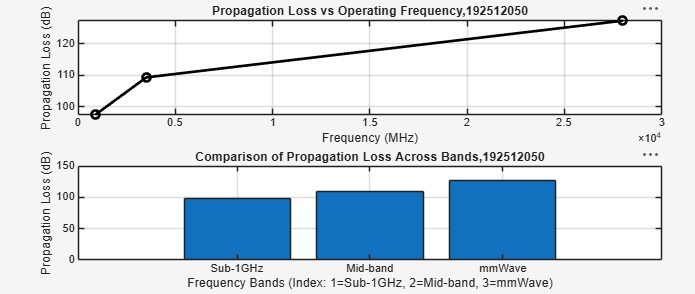 Propagation Loss vs Operating Frequency,192512050
Propagation Loss (dB)
120
110
100
0 0.5 1 1.5 2 2.5 3
Frequency (MHz)
×10⁴
Comparison of Propagation Loss Across Bands,192512050
Propagation Loss (dB)
150
100
50
0
Sub-1GHz Mid-band mmWave
Frequency Bands (Index: 1=Sub-1GHz, 2=Mid-band, 3=mmWave)